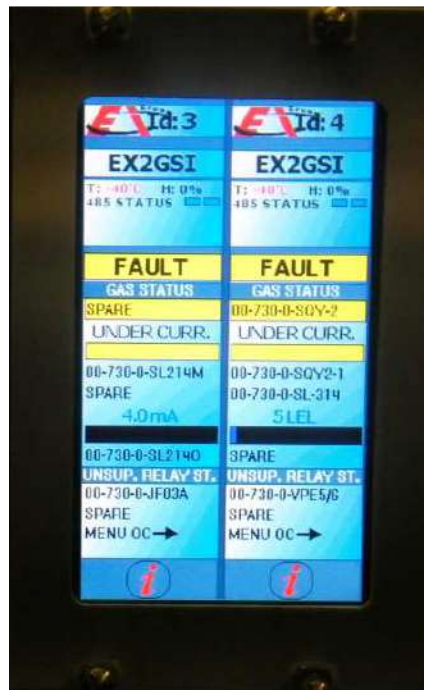 Id:3
EX2GSI
T: -40°C H: 0%
485 STATUS
FAULT
GAS STATUS
SPARE
UNDER CURR.
00-730-0-SL214M
SPARE
4.0mA
00-730-0-SL214O
UNSUP. RELAY ST.
00-730-0-JF03A
SPARE
MENU OC→
i
Id:4
EX2GSI
T: -40°C H: 0%
485 STATUS
FAULT
GAS STATUS
00-730-0-SQY-2
UNDER CURR.
00-730-0-SQY2-1
00-730-0-SL-314
5 LEL
SPARE
UNSUP. RELAY ST.
00-730-0-VPE5/6
SPARE
MENU OC→
i